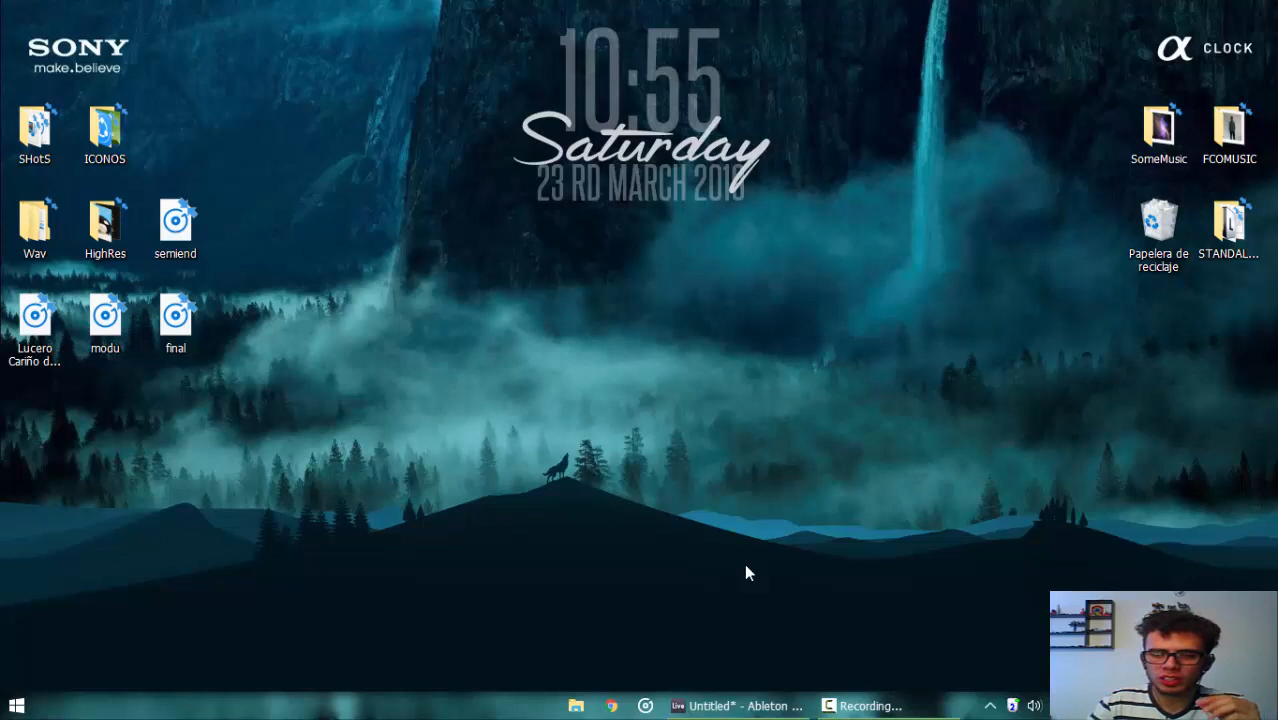 SONY
make.believe
10:55
Saturday
23 RD MARCH 2019
α CLOCK
SHotS
ICONOS
SomeMusic
FCOMUSIC
Wav
HighRes
semiend
Papelera de
reciclaje
STANDAL...
Lucero
Cariño d...
modu
final
Live
Untitled* - Ableton ...
C
Recording...